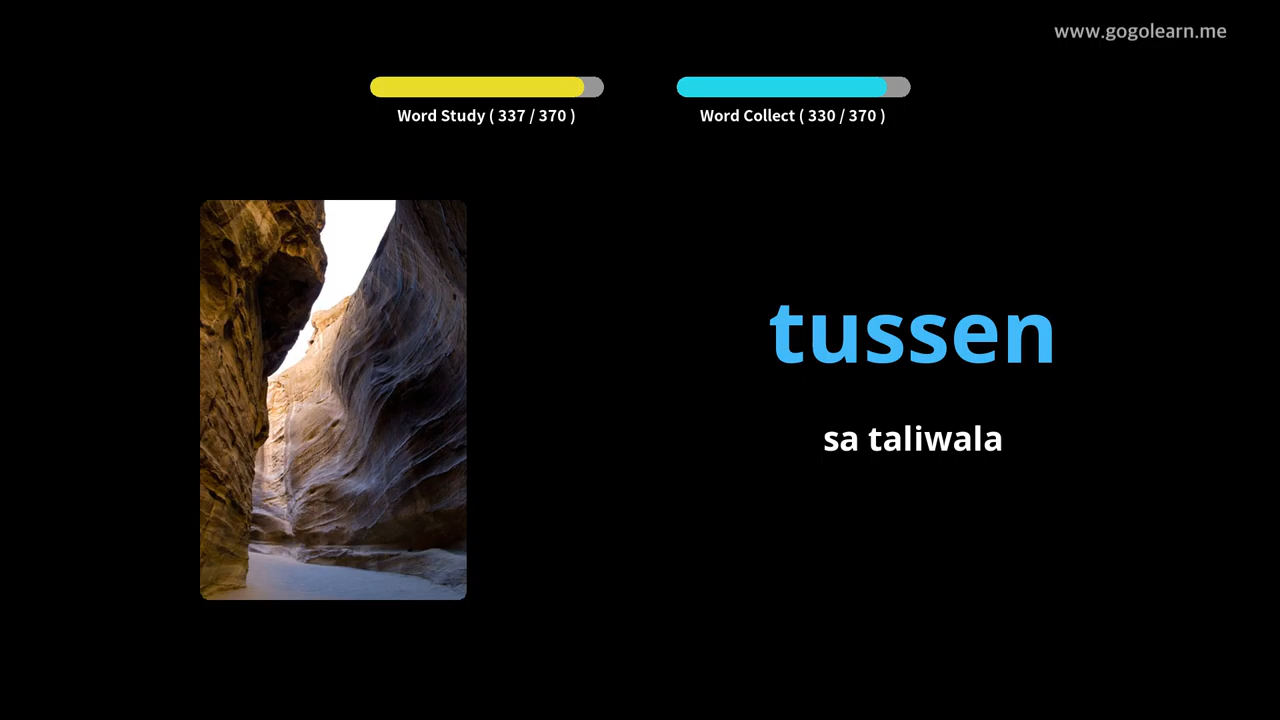 www.gogolearn.me
Word Study ( 337 / 370 )
Word Collect ( 330 / 370 )
tussen
sa taliwala